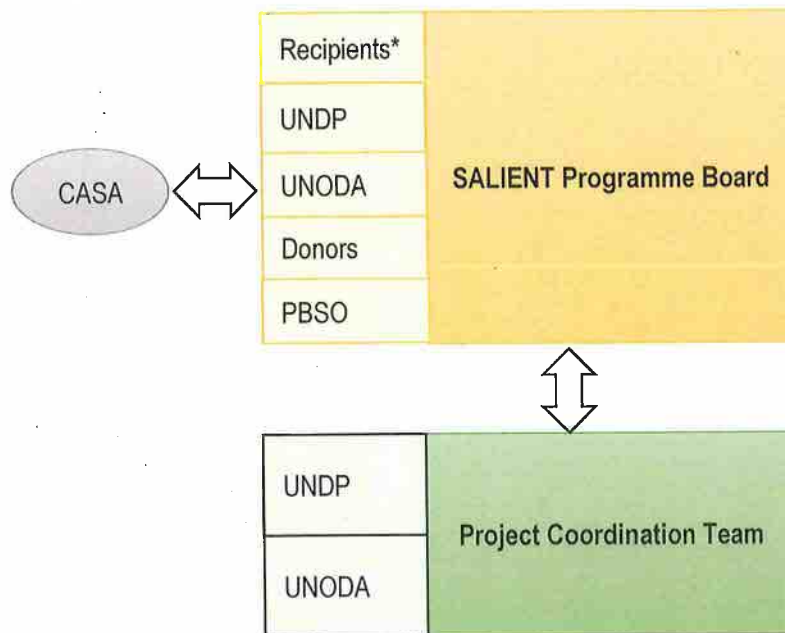 Recipients*
UNDP
UNODA
Donors
PBSO
SALIENT Programme Board
CASA
UNDP
UNODA
Project Coordination Team